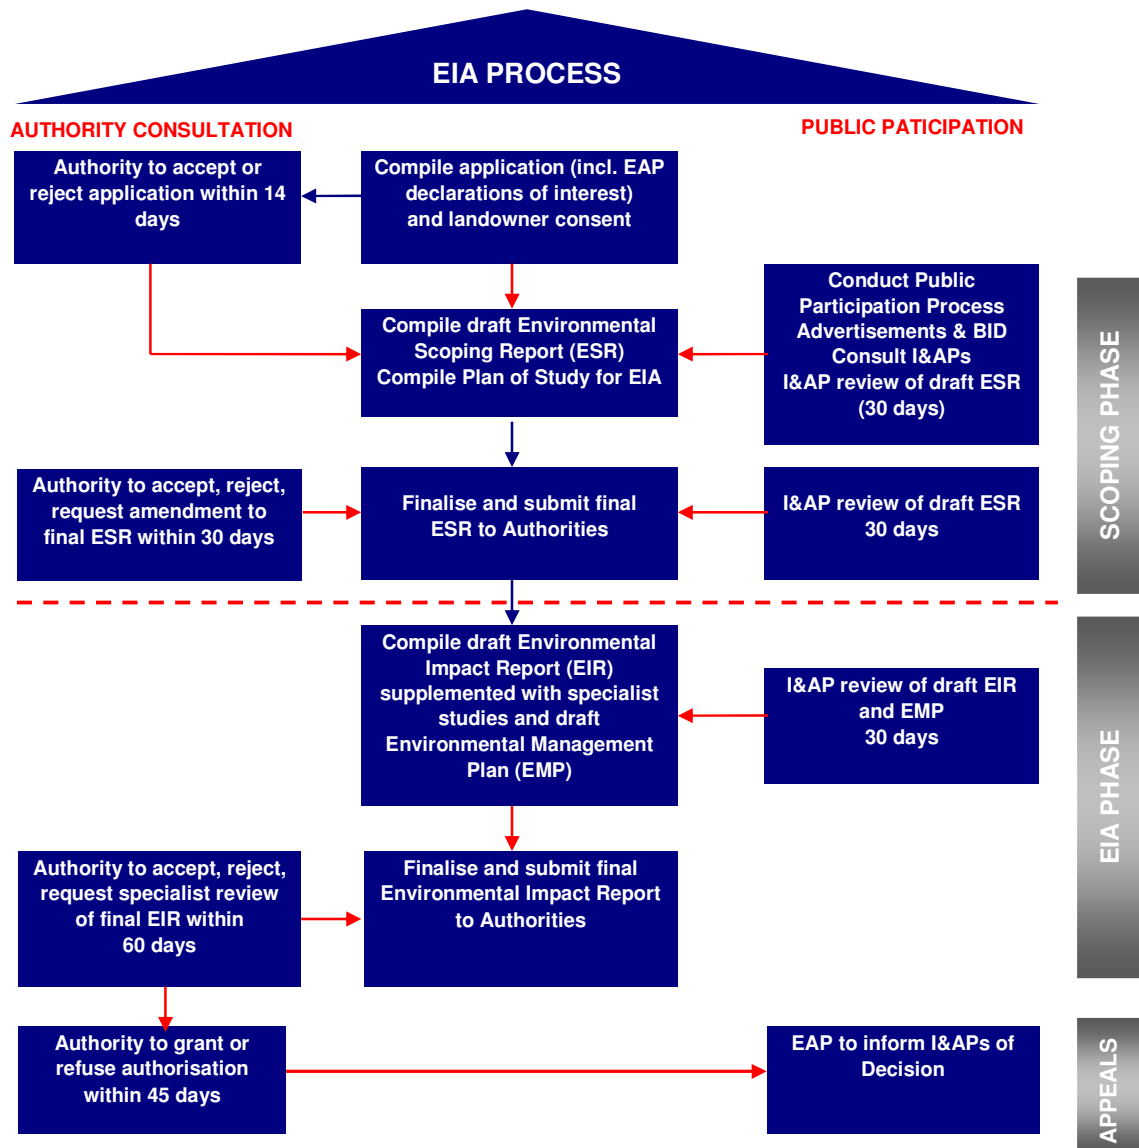 EIA PROCESS
AUTHORITY CONSULTATION
PUBLIC PATICIPATION
Authority to accept or
reject application within 14
days
Compile application (incl. EAP
declarations of interest)
and landowner consent
Conduct Public
Participation Process
Advertisements & BID
Consult I&APs
I&AP review of draft ESR
(30 days)
Compile draft Environmental
Scoping Report (ESR)
Compile Plan of Study for EIA
SCOPING PHASE
Authority to accept, reject,
request amendment to
final ESR within 30 days
Finalise and submit final
ESR to Authorities
I&AP review of draft ESR
30 days
Compile draft Environmental
Impact Report (EIR)
supplemented with specialist
studies and draft
Environmental Management
Plan (EMP)
I&AP review of draft EIR
and EMP
30 days
EIA PHASE
Authority to accept, reject,
request specialist review
of final EIR within
60 days
Finalise and submit final
Environmental Impact Report
to Authorities
Authority to grant or
refuse authorisation
within 45 days
EAP to inform I&APs of
Decision
APPEALS